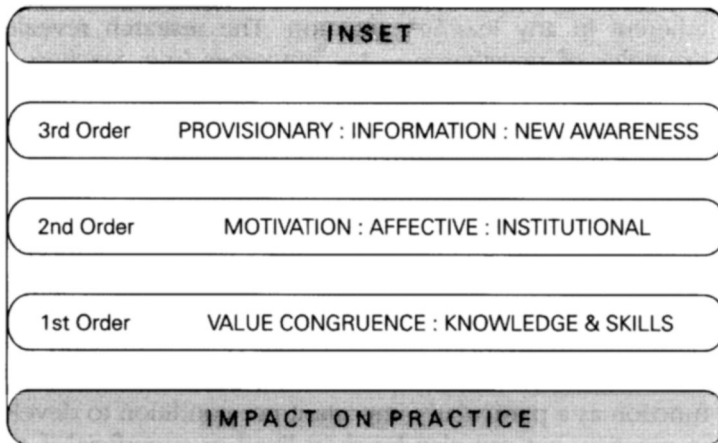 INSET
3rd Order PROVISIONARY : INFORMATION : NEW AWARENESS
2nd Order MOTIVATION : AFFECTIVE : INSTITUTIONAL
1st Order VALUE CONGRUENCE : KNOWLEDGE & SKILLS
IMPACT ON PRACTICE